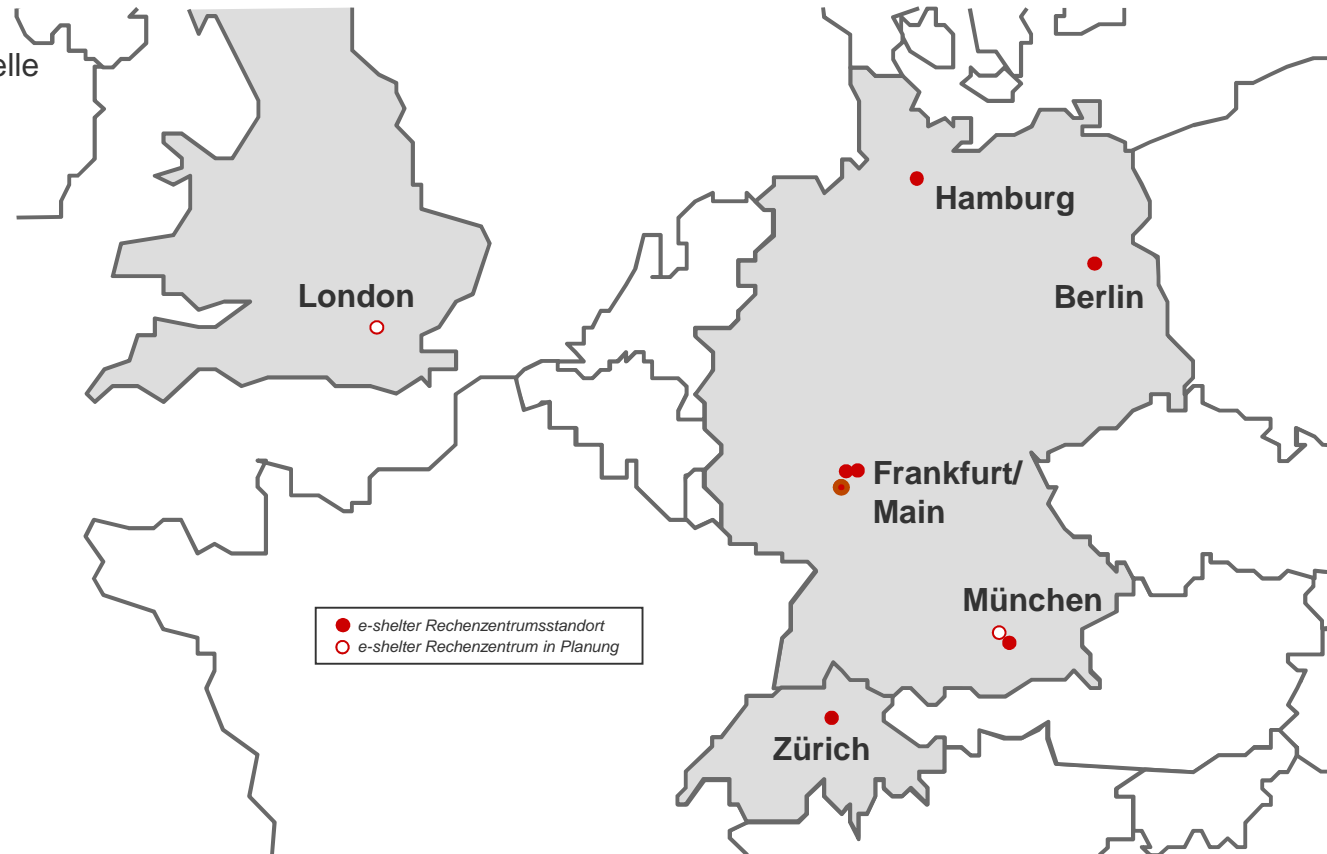 elle
Hamburg
Berlin
London
Frankfurt/
Main
München
e-shelter Rechenzentrumsstandort
e-shelter Rechenzentrum in Planung
Zürich